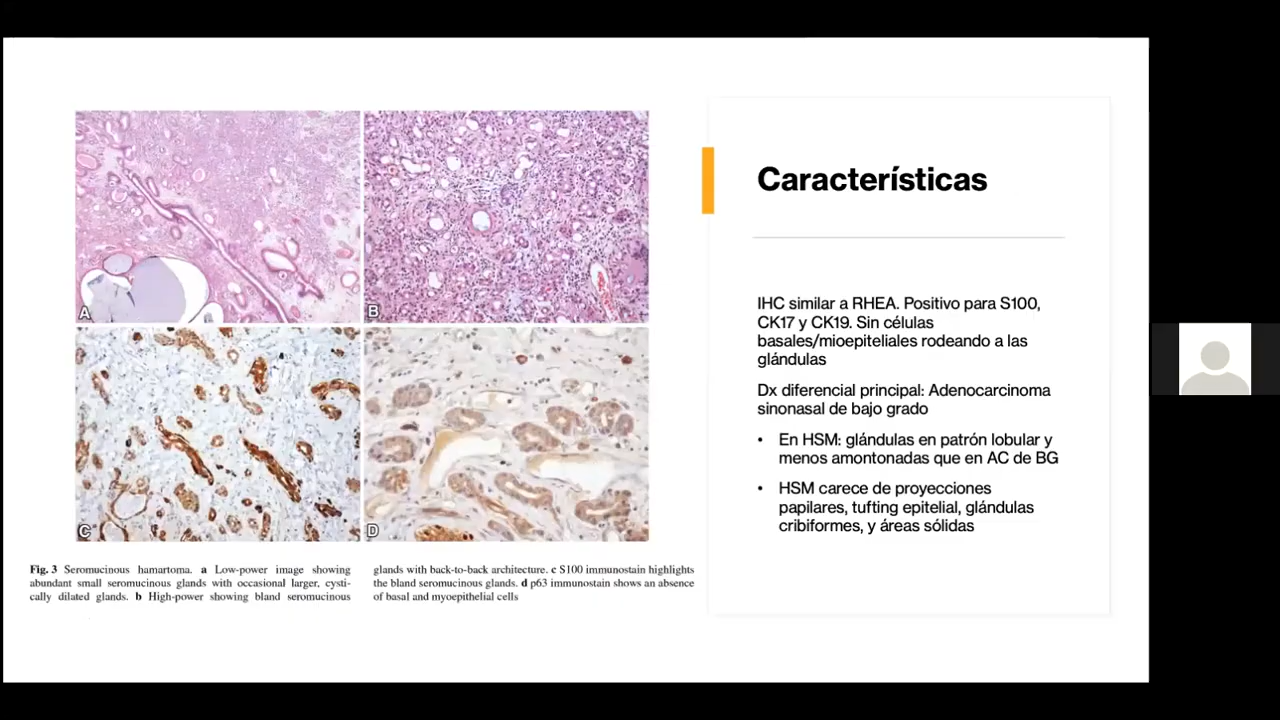 A
B
C
D
Fig. 3 Seromucinous hamartoma. a Low-power image showing
abundant small seromucinous glands with occasional larger, cysti-
cally dilated glands. b High-power showing bland seromucinous
glands with back-to-back architecture. c S100 immunostain highlights
the bland seromucinous glands. d p63 immunostain shows an absence
of basal and myoepithelial cells
Características
IHC similar a RHEA. Positivo para S100,
CK17 y CK19. Sin células
basales/mioepiteliales rodeando a las
glándulas
Dx diferencial principal: Adenocarcinoma
sinonasal de bajo grado
• En HSM: glándulas en patrón lobular y
menos amontonadas que en AC de BG
• HSM carece de proyecciones
papilares, tufting epitelial, glándulas
cribiformes, y áreas sólidas